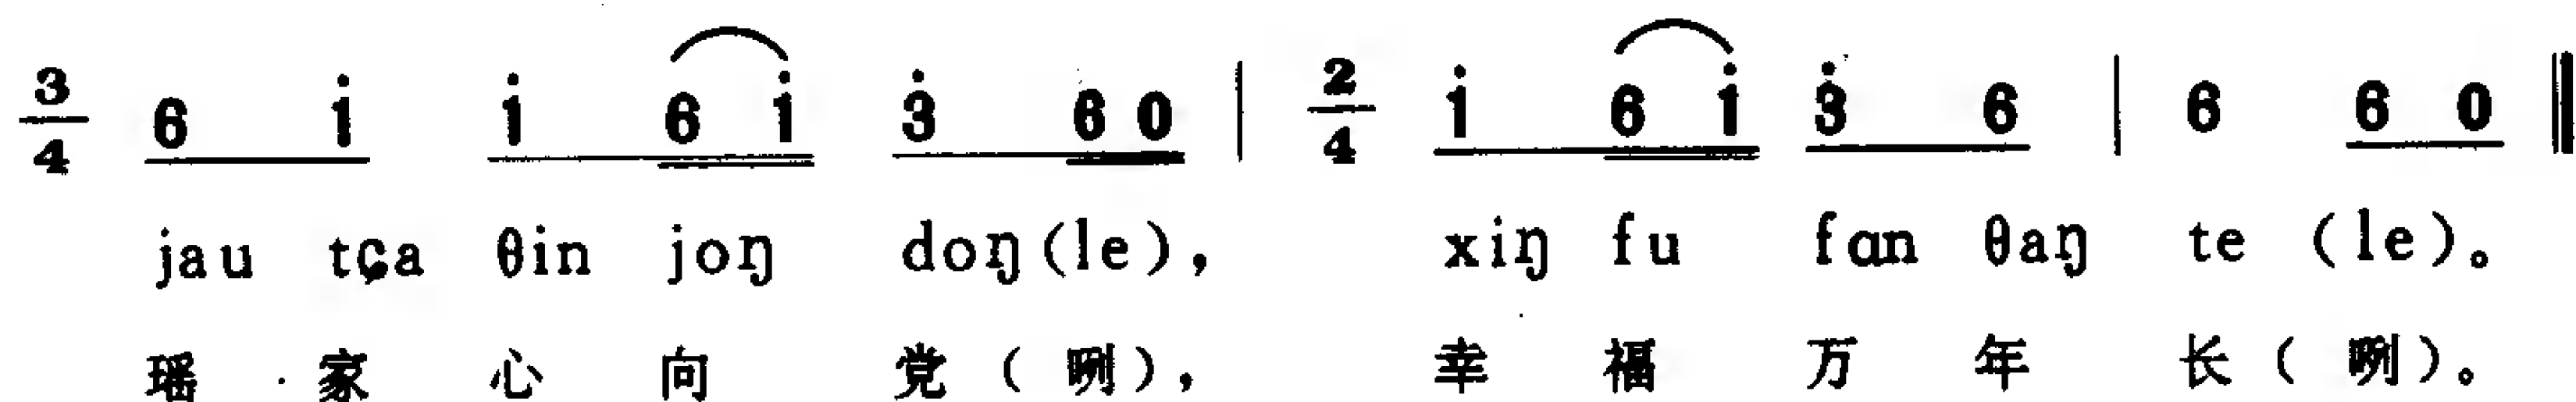 3/4 6 i̇ i̇ 6 i̇ 3̇ 6 0 | 2/4 i̇ 6 i̇ 3̇ 6 | 6 6 0 ‖
jau tɕa θin joŋ doŋ(le), xiŋ fu fɑn θaŋ te (le)。
瑶家心向党(咧), 幸福万年长(咧)。